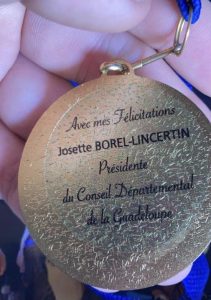 Avec mes Félicitations
Josette BOREL-LINCERTIN
Présidente
du Conseil Départemental
de la Guadeloupe